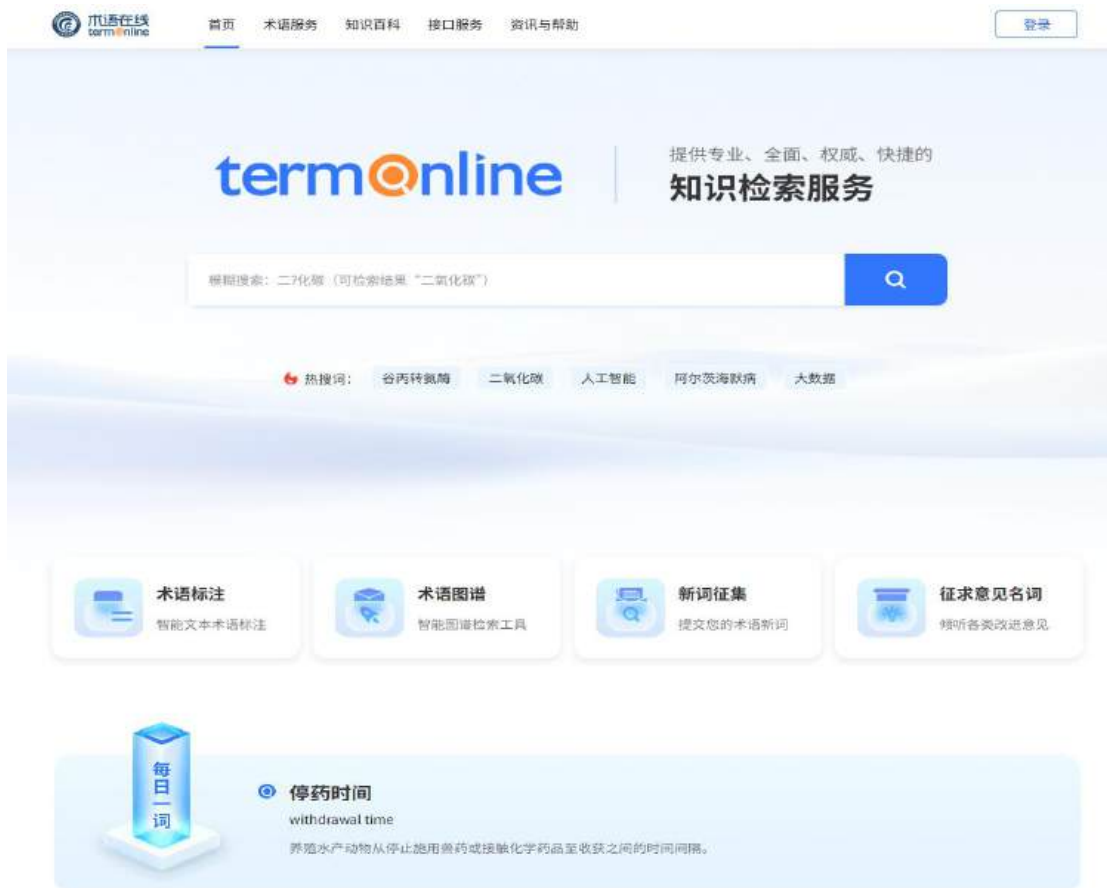 术语在线
termonline
首页 术语服务 知识百科 接口服务 资讯与帮助
登录
termonline
提供专业、全面、权威、快捷的
知识检索服务
模糊搜索：二?化碳（可检索结果“二氧化碳”）
热搜词： 谷丙转氨酶 二氧化碳 人工智能 阿尔茨海默病 大数据
术语标注
智能文本术语标注
术语图谱
智能图谱检索工具
新词征集
提交您的术语新词
征求意见名词
倾听各类改进意见
每日一词
停药时间
withdrawal time
养殖水产动物从停止施用兽药或接触化学药品至收获之间的时间间隔。